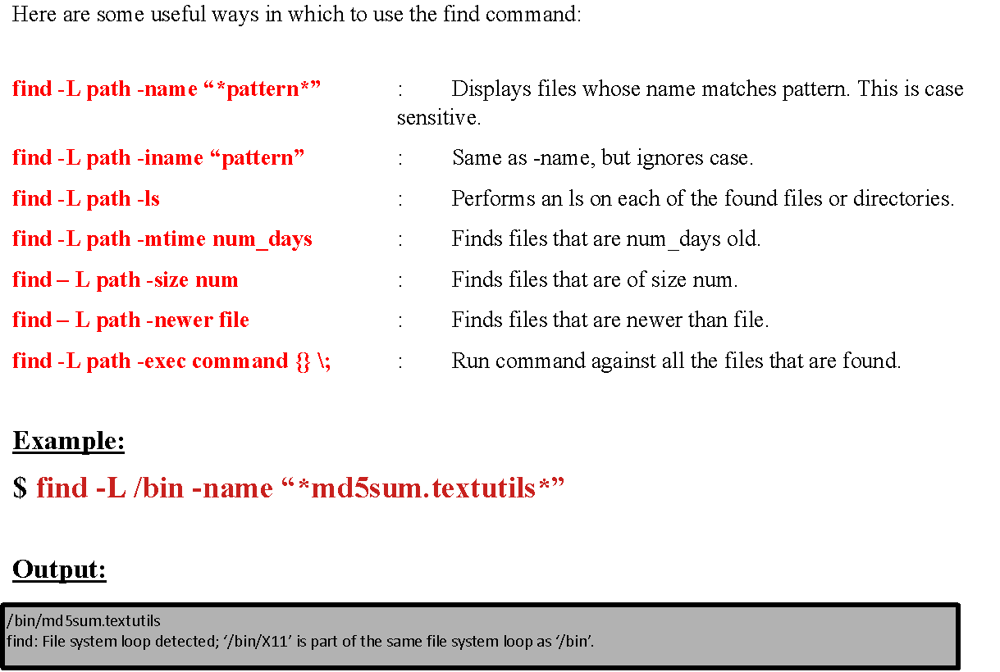 Here are some useful ways in which to use the find command:
find -L path -name “*pattern*” : Displays files whose name matches pattern. This is case
sensitive.
find -L path -iname “pattern” : Same as -name, but ignores case.
find -L path -ls : Performs an ls on each of the found files or directories.
find -L path -mtime num_days : Finds files that are num_days old.
find – L path -size num : Finds files that are of size num.
find – L path -newer file : Finds files that are newer than file.
find -L path -exec command {} \; : Run command against all the files that are found.
Example:
$ find -L /bin -name “*md5sum.textutils*”
Output:
/bin/md5sum.textutils
find: File system loop detected; ‘/bin/X11’ is part of the same file system loop as ‘/bin’.